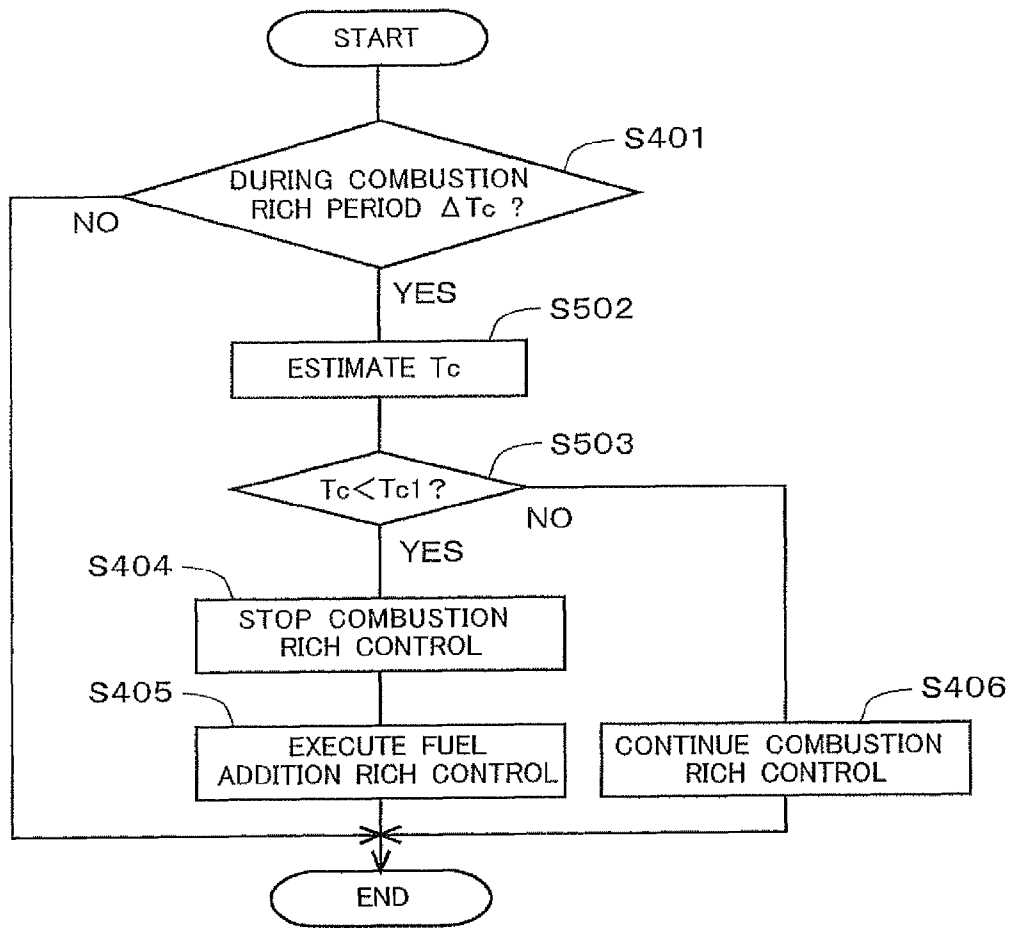 START
S401
DURING COMBUSTION
RICH PERIOD ΔTc ?
NO
YES
S502
ESTIMATE Tc
S503
Tc<Tc1?
NO
YES
S404
STOP COMBUSTION
RICH CONTROL
S405
S406
EXECUTE FUEL
ADDITION RICH CONTROL
CONTINUE COMBUSTION
RICH CONTROL
END